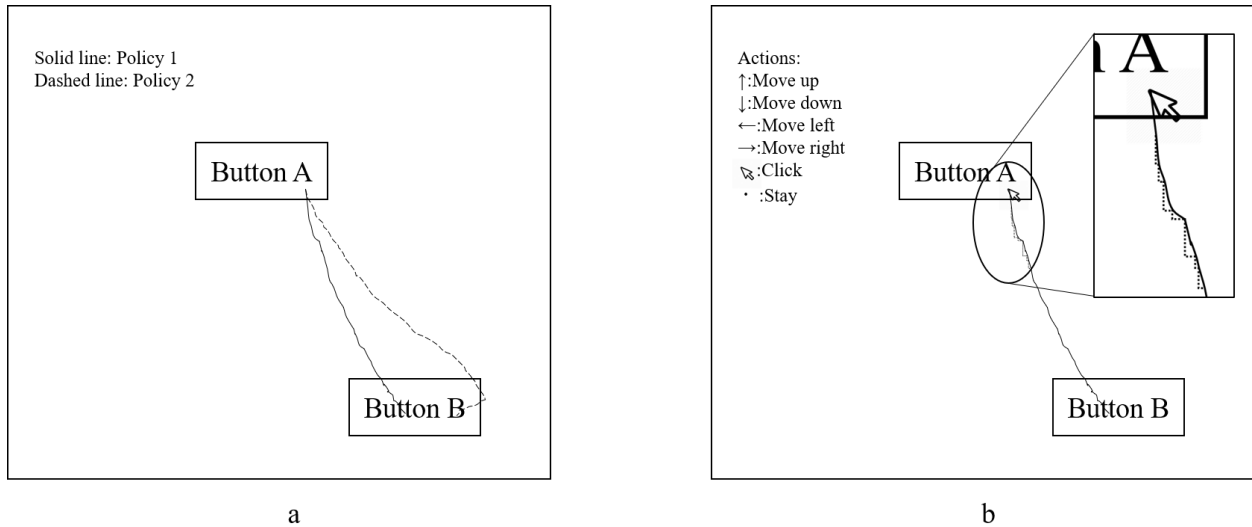 Solid line: Policy 1
Dashed line: Policy 2
Button A
Button B
a
Actions:
↑:Move up
↓:Move down
←:Move left
→:Move right
:Click
· :Stay
Button A
A
Button B
b